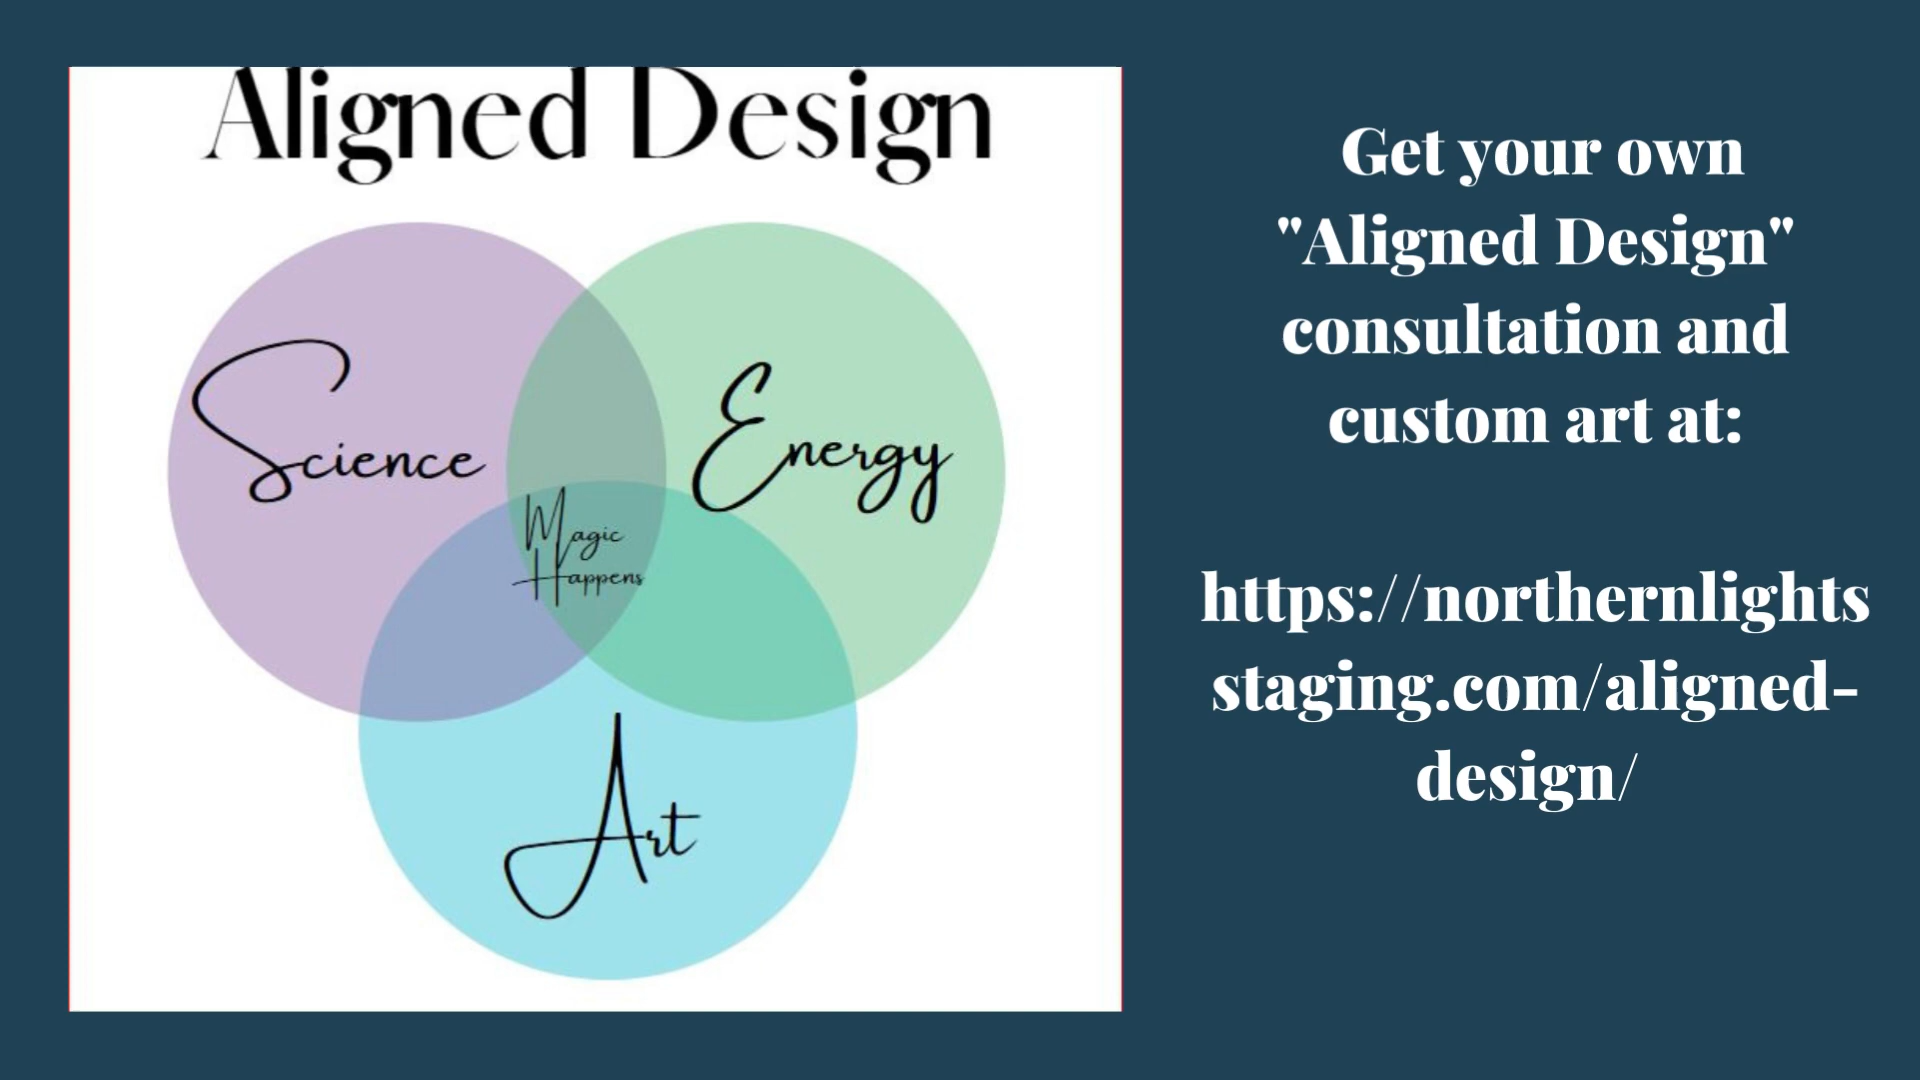 Aligned Design
Science
Energy
Magic
Happens
Art
Get your own
"Aligned Design"
consultation and
custom art at:
https://northernlights
staging.com/aligned-
design/